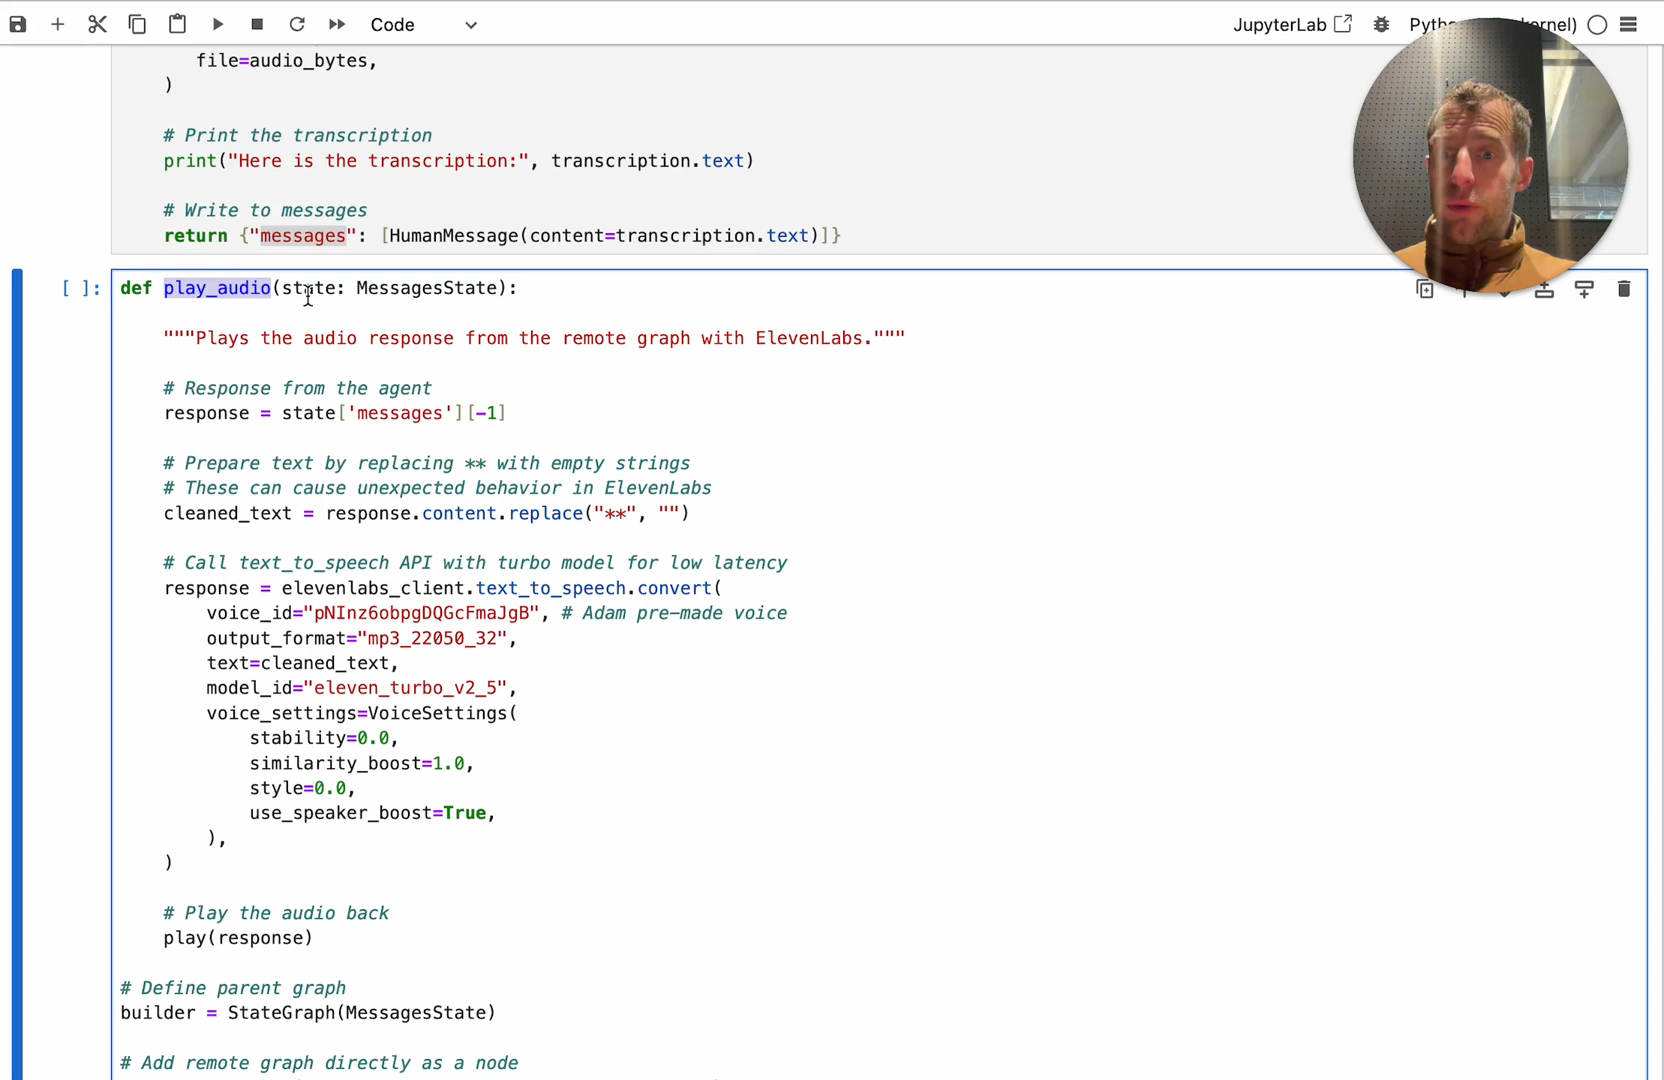 Code
JupyterLab
file=audio_bytes,
)
# Print the transcription
print("Here is the transcription:", transcription.text)
# Write to messages
return {"messages": [HumanMessage(content=transcription.text)]}
[ ]:
def play_audio(state: MessagesState):
"""Plays the audio response from the remote graph with ElevenLabs."""
# Response from the agent
response = state['messages'][-1]
# Prepare text by replacing ** with empty strings
# These can cause unexpected behavior in ElevenLabs
cleaned_text = response.content.replace("**", "")
# Call text_to_speech API with turbo model for low latency
response = elevenlabs_client.text_to_speech.convert(
voice_id="pNInz6obpgDQGcFmaJgB", # Adam pre-made voice
output_format="mp3_22050_32",
text=cleaned_text,
model_id="eleven_turbo_v2_5",
voice_settings=VoiceSettings(
stability=0.0,
similarity_boost=1.0,
style=0.0,
use_speaker_boost=True,
),
)
# Play the audio back
play(response)
# Define parent graph
builder = StateGraph(MessagesState)
# Add remote graph directly as a node